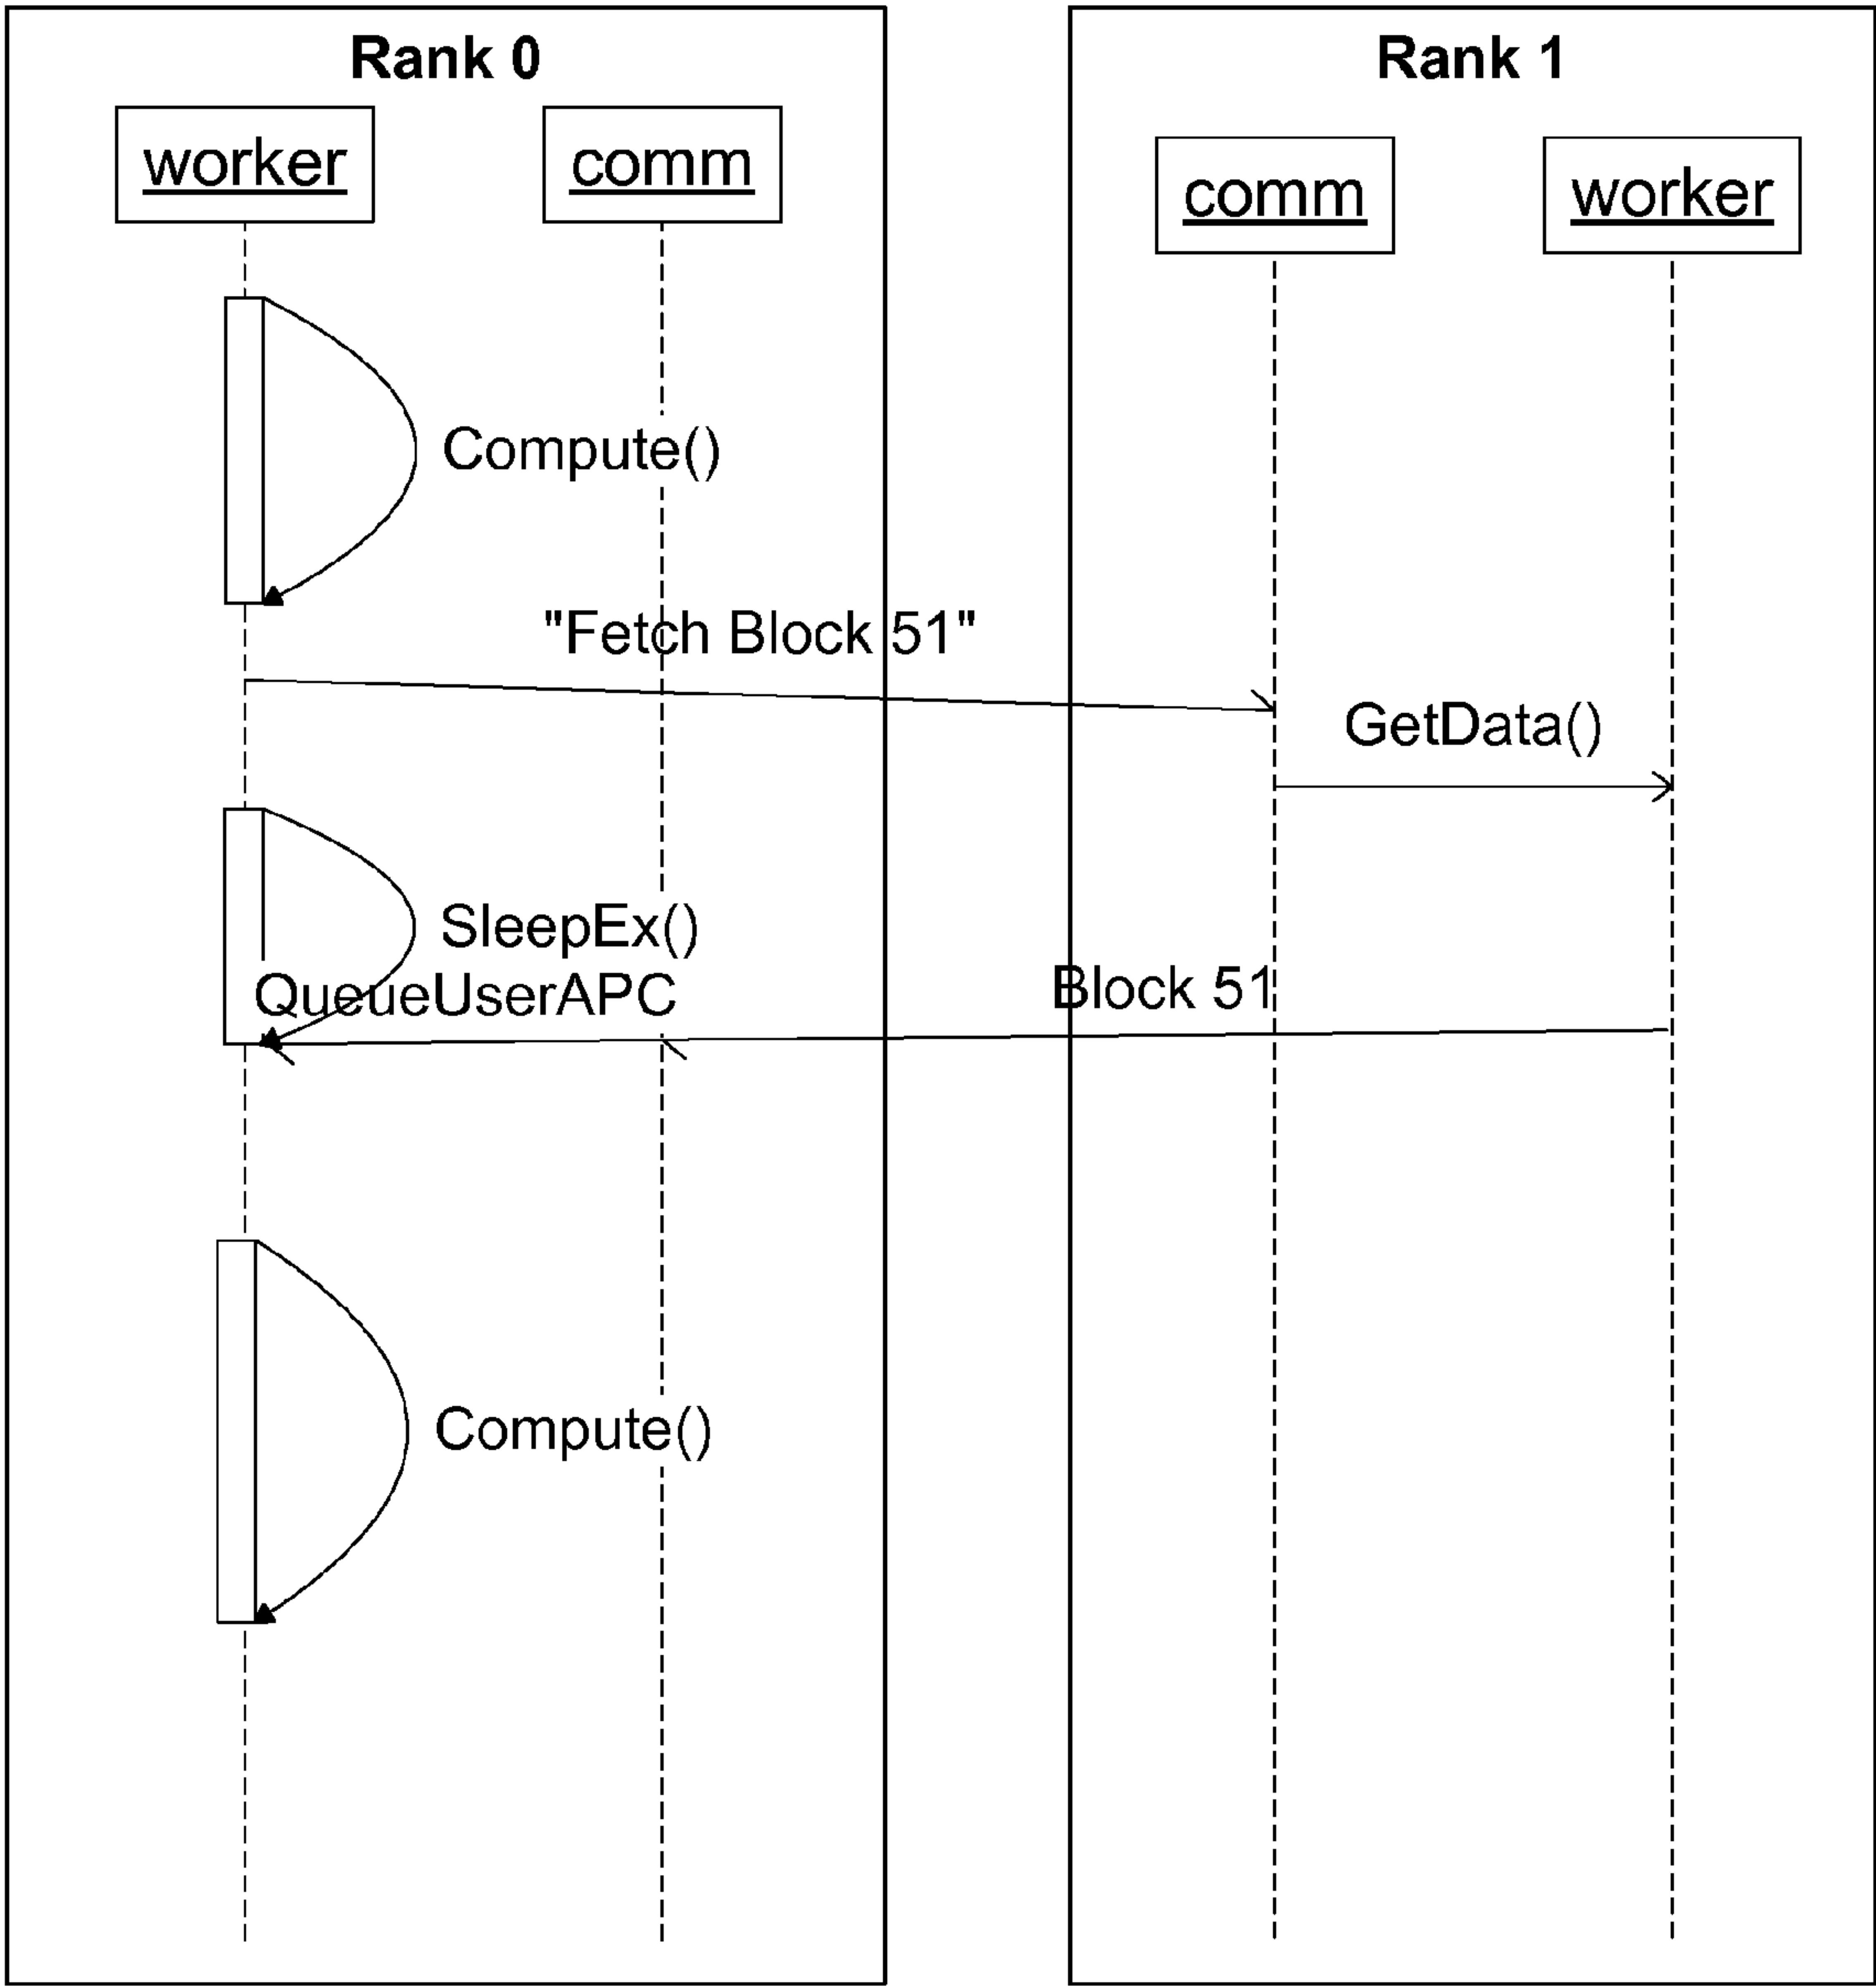 Rank 0
Rank 1
worker
comm
comm
worker
Compute()
"Fetch Block 51"
GetData()
SleepEx()
QueueUserAPC
Block 51
Compute()